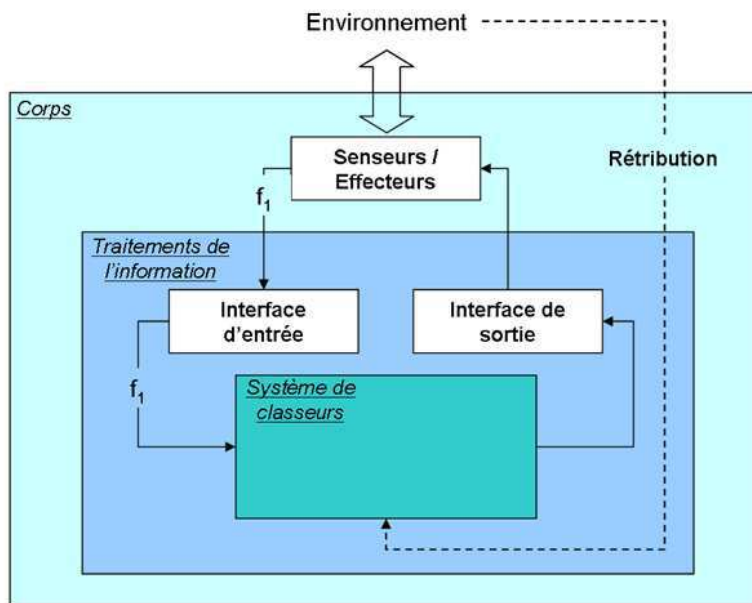 Environnement
Corps
Senseurs /
Effecteurs
Rétribution
f1
Traitements de
l'information
Interface
d'entrée
Interface de
sortie
f1
Système de
classeurs